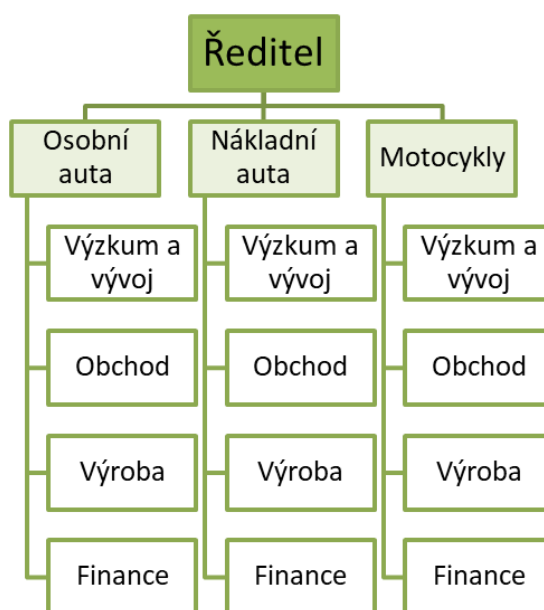 Ředitel
Osobní
auta
Nákladní
auta
Motocykly
Výzkum a
vývoj
Výzkum a
vývoj
Výzkum a
vývoj
Obchod
Obchod
Obchod
Výroba
Výroba
Výroba
Finance
Finance
Finance